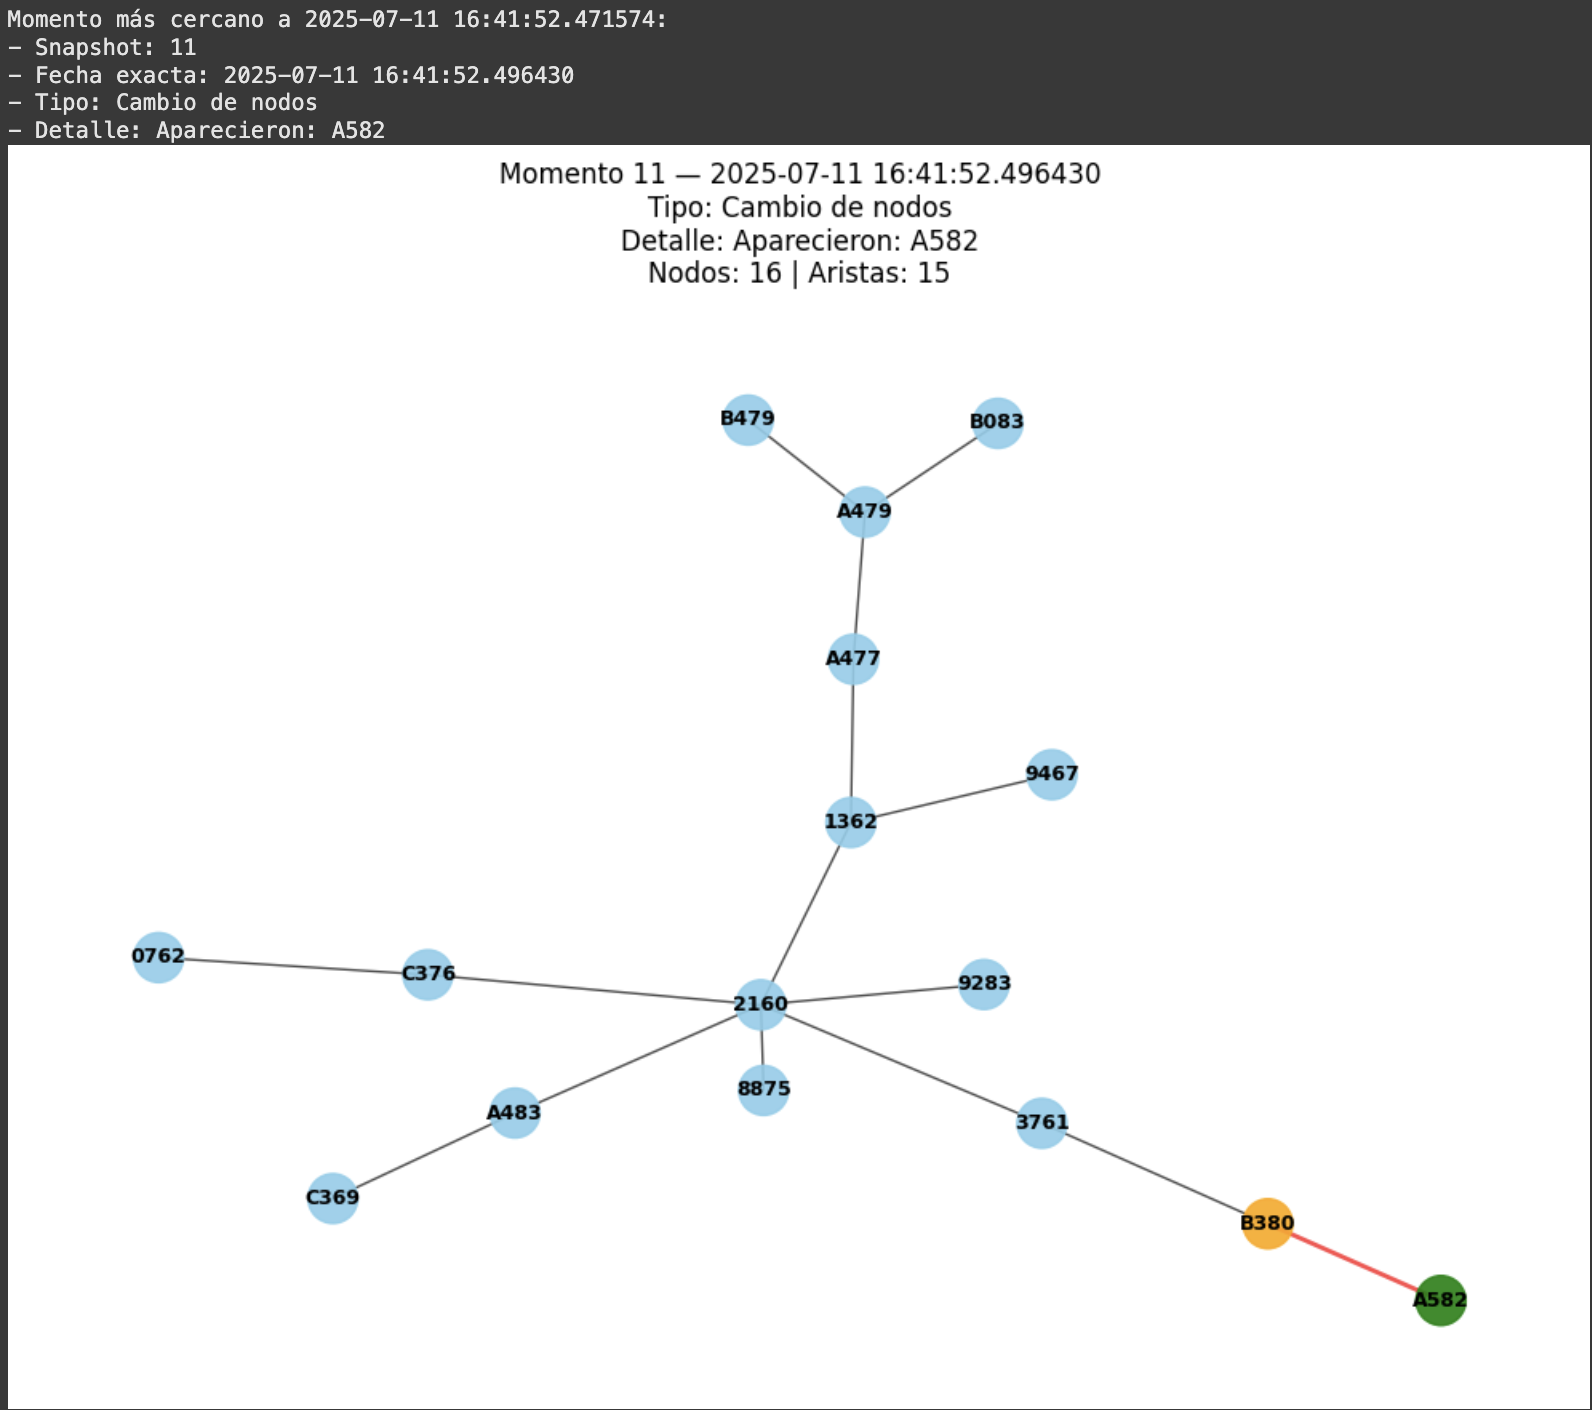 Momento más cercano a 2025-07-11 16:41:52.471574:
- Snapshot: 11
- Fecha exacta: 2025-07-11 16:41:52.496430
- Tipo: Cambio de nodos
- Detalle: Aparecieron: A582
Momento 11 — 2025-07-11 16:41:52.496430
Tipo: Cambio de nodos
Detalle: Aparecieron: A582
Nodos: 16 | Aristas: 15
B479
B083
A479
A477
9467
1362
0762
C376
9283
2160
8875
A483
3761
C369
B380
A582